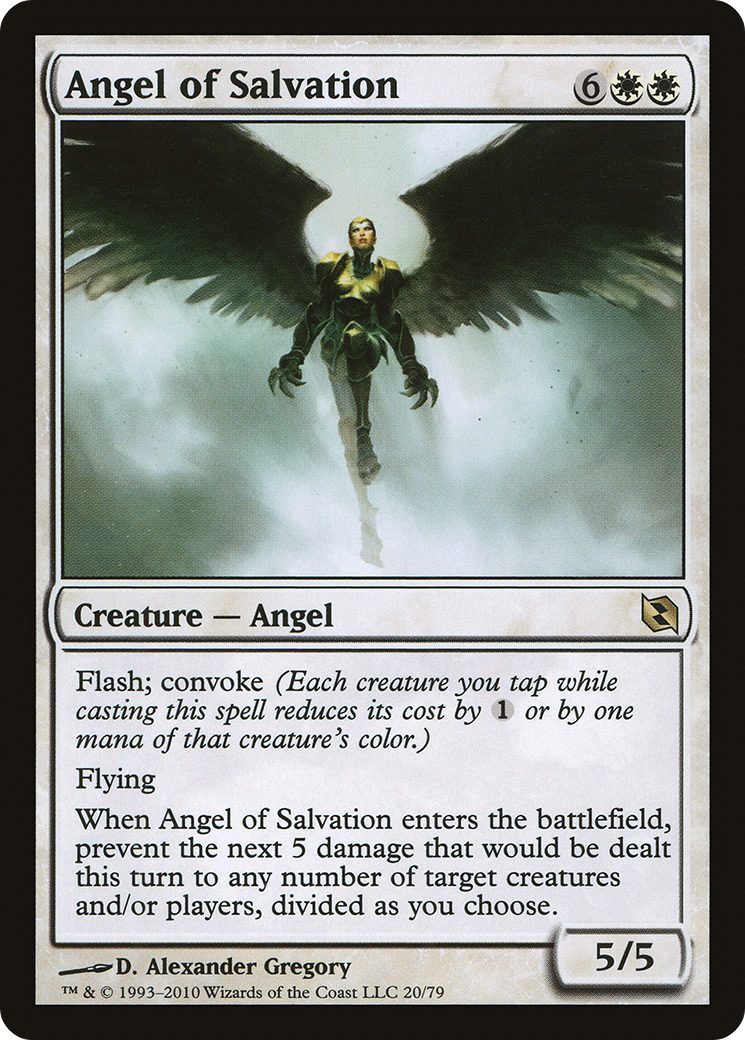 Angel of Salvation 6
Creature — Angel
Flash; convoke (Each creature you tap while
casting this spell reduces its cost by 1 or by one
mana of that creature's color.)
Flying
When Angel of Salvation enters the battlefield,
prevent the next 5 damage that would be dealt
this turn to any number of target creatures
and/or players, divided as you choose.
5/5
D. Alexander Gregory
™ & © 1993–2010 Wizards of the Coast LLC 20/79